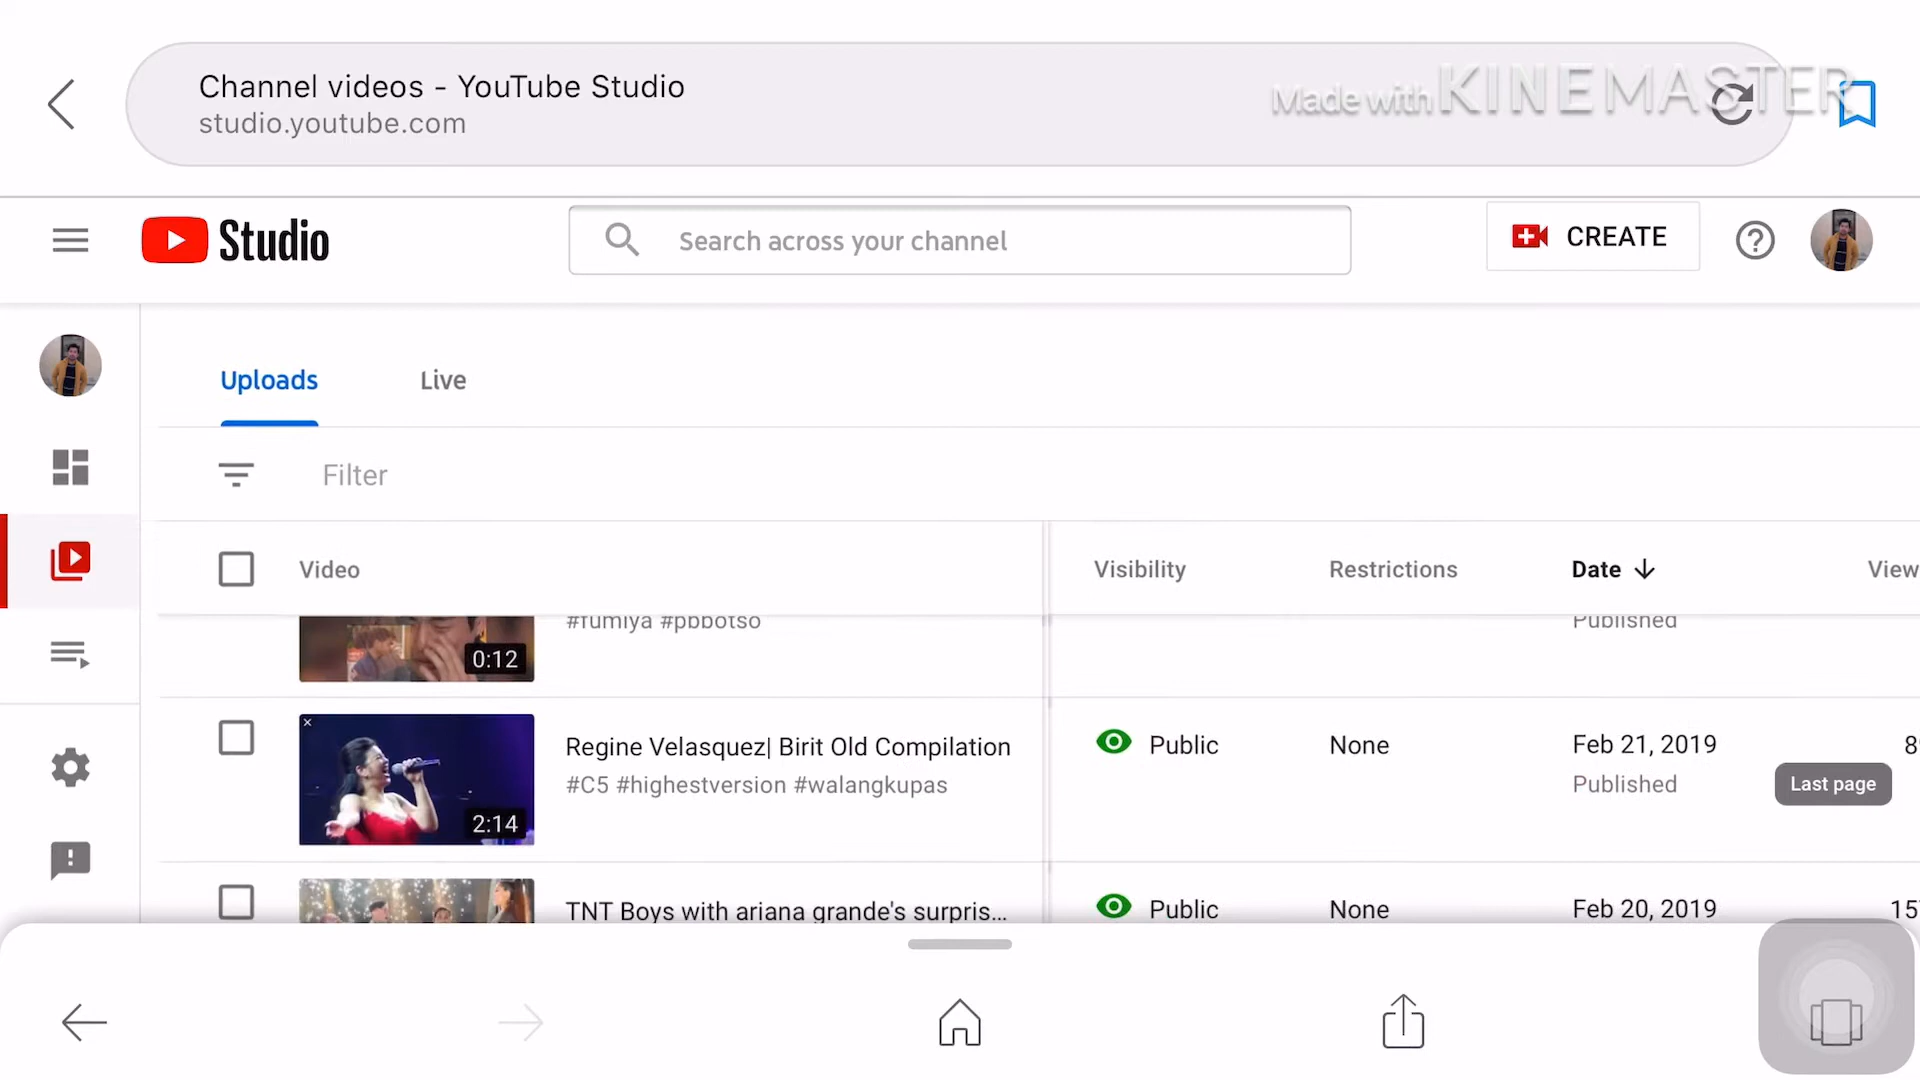 Channel videos - YouTube Studio
studio.youtube.com
Made with KINEMASTER
Studio
Search across your channel
CREATE
Uploads
Live
Filter
Video
Visibility
Restrictions
Date
View
0:12
#fumiya #pbbotso
Published
Regine Velasquez| Birit Old Compilation
#C5 #highestversion #walangkupas
2:14
Public
None
Feb 21, 2019
Published
Last page
TNT Boys with ariana grande's surpris...
Public
None
Feb 20, 2019